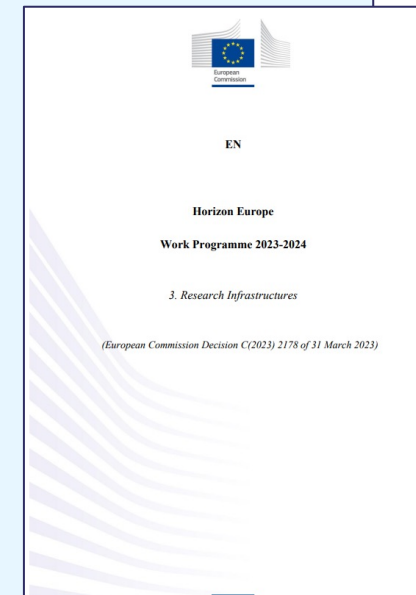 European
Commission
EN
Horizon Europe
Work Programme 2023-2024
3. Research Infrastructures
(European Commission Decision C(2023) 2178 of 31 March 2023)